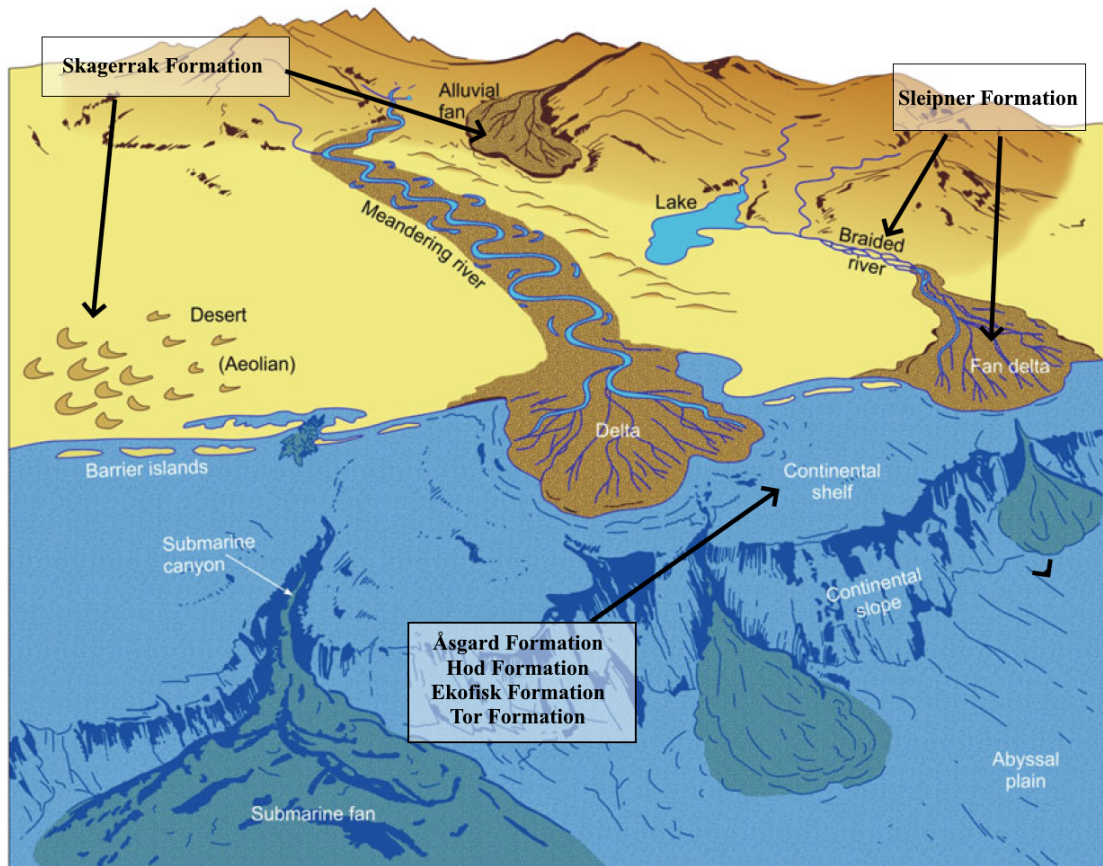 Skagerrak Formation
Alluvial
fan
Sleipner Formation
Lake
Meandering river
Braided
river
Desert
(Aeolian)
Fan delta
Delta
Barrier islands
Continental
shelf
Submarine
canyon
Continental
slope
Åsgard Formation
Hod Formation
Ekofisk Formation
Tor Formation
Abyssal
plain
Submarine fan